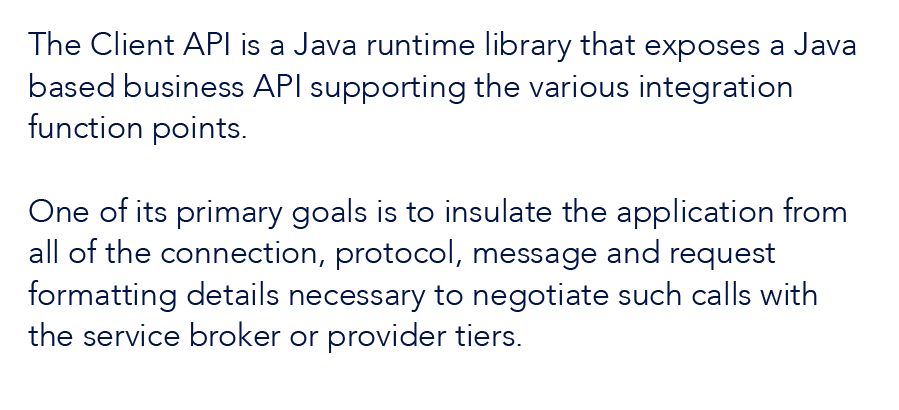 The Client API is a Java runtime library that exposes a Java
based business API supporting the various integration
function points.
One of its primary goals is to insulate the application from
all of the connection, protocol, message and request
formatting details necessary to negotiate such calls with
the service broker or provider tiers.